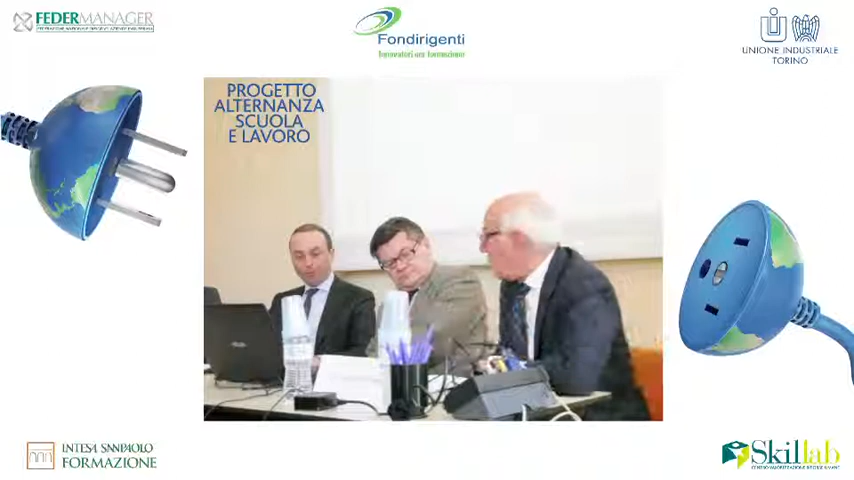 FEDERMANAGER
Fondirigenti
UNIONE INDUSTRIALE
TORINO
PROGETTO
ALTERNANZA
SCUOLA
E LAVORO
INTESA SANPAOLO
FORMAZIONE
Skillab